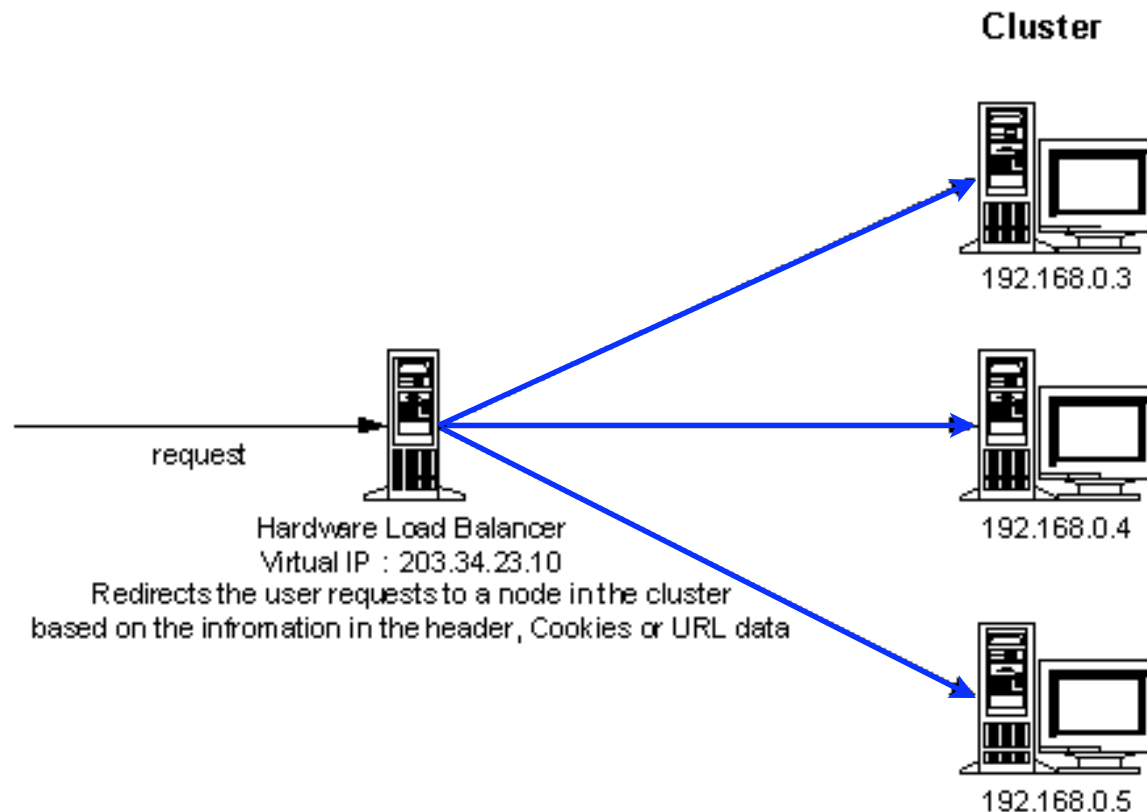 Cluster
192.168.0.3
request
192.168.0.4
Hardware Load Balancer
Virtual IP : 203.34.23.10
Redirects the user requests to a node in the cluster
based on the infromation in the header, Cookies or URL data
192.168.0.5